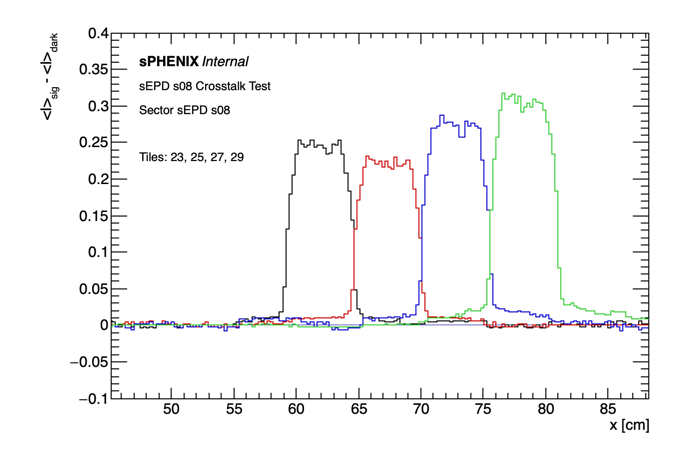 0.4
0.35
0.3
0.25
0.2
0.15
0.1
0.05
0
−0.05
−0.1
<I>sig - <I>dark
sPHENIX Internal
sEPD s08 Crosstalk Test
Sector sEPD s08
Tiles: 23, 25, 27, 29
50 55 60 65 70 75 80 85
x [cm]